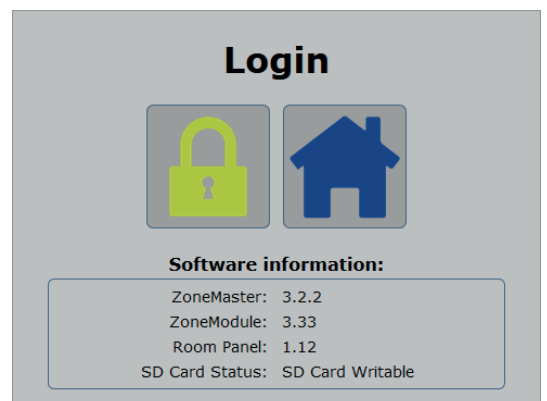 Login
Software information:
ZoneMaster: 3.2.2
ZoneModule: 3.33
Room Panel: 1.12
SD Card Status: SD Card Writable